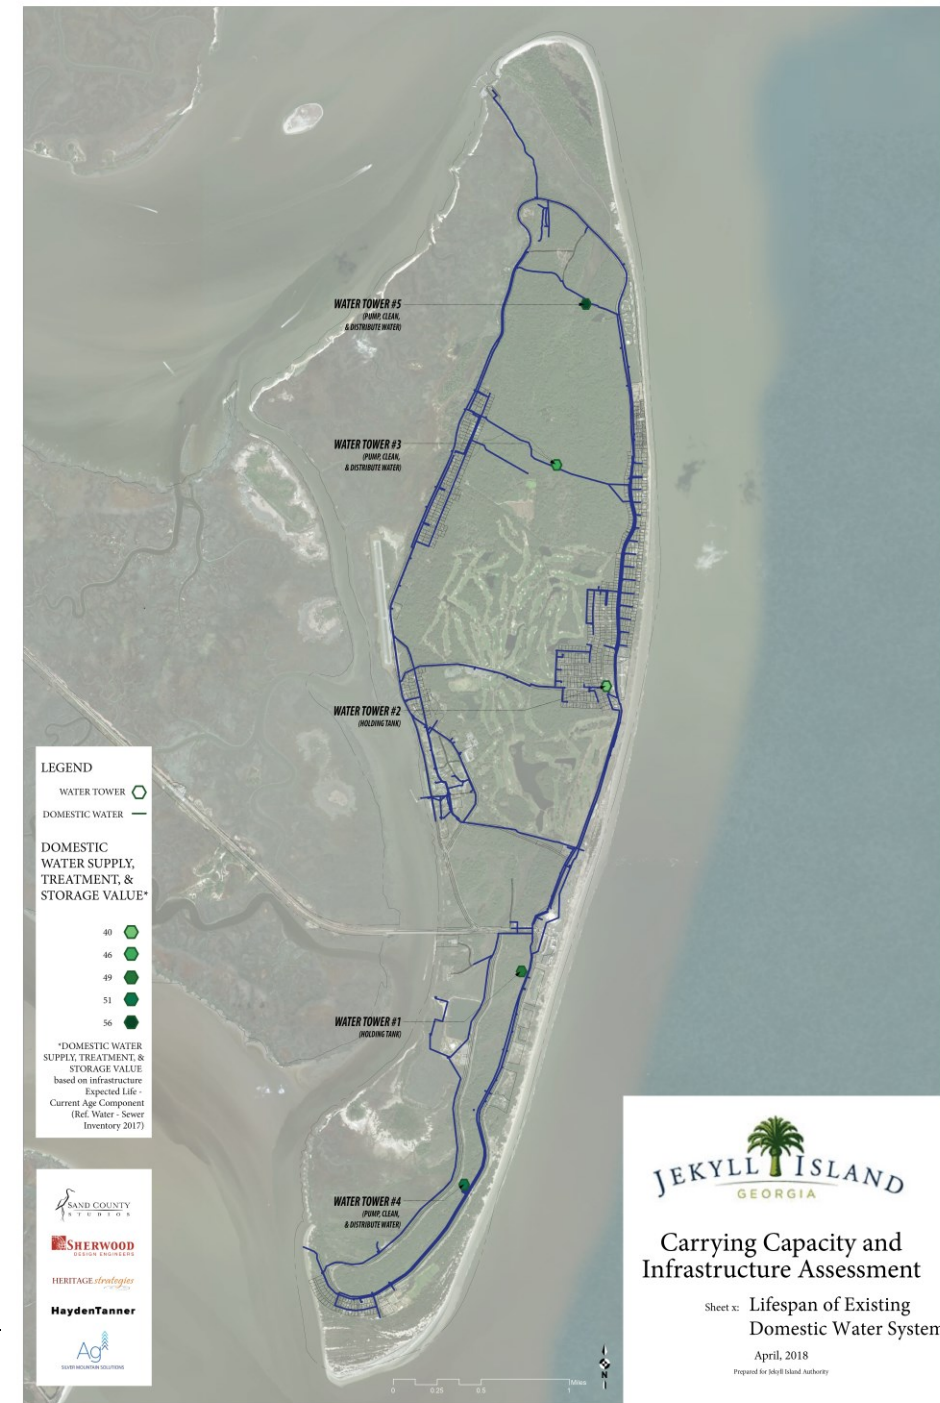 WATER TOWER #5
(PUMP, CLEAN,
& DISTRIBUTE WATER)
WATER TOWER #3
(PUMP, CLEAN,
& DISTRIBUTE WATER)
WATER TOWER #2
(HOLDING TANK)
WATER TOWER #1
(HOLDING TANK)
WATER TOWER #4
(PUMP, CLEAN,
& DISTRIBUTE WATER)
LEGEND
WATER TOWER
DOMESTIC WATER
DOMESTIC
WATER SUPPLY,
TREATMENT, &
STORAGE VALUE*
40
46
49
51
56
*DOMESTIC WATER
SUPPLY, TREATMENT, &
STORAGE VALUE
based on infrastructure
Expected Life -
Current Age Component
(Ref. Water - Sewer
Inventory 2017)
SAND COUNTY
STUDIOS
SHERWOOD
DESIGN ENGINEERS
HERITAGE strategies
HaydenTanner
Ag
SILVER MOUNTAIN SOLUTIONS
0 0.25 0.5 1
Miles
N
JEKYLL ISLAND
GEORGIA
Carrying Capacity and
Infrastructure Assessment
Sheet x: Lifespan of Existing
Domestic Water System
April, 2018
Prepared for Jekyll Island Authority